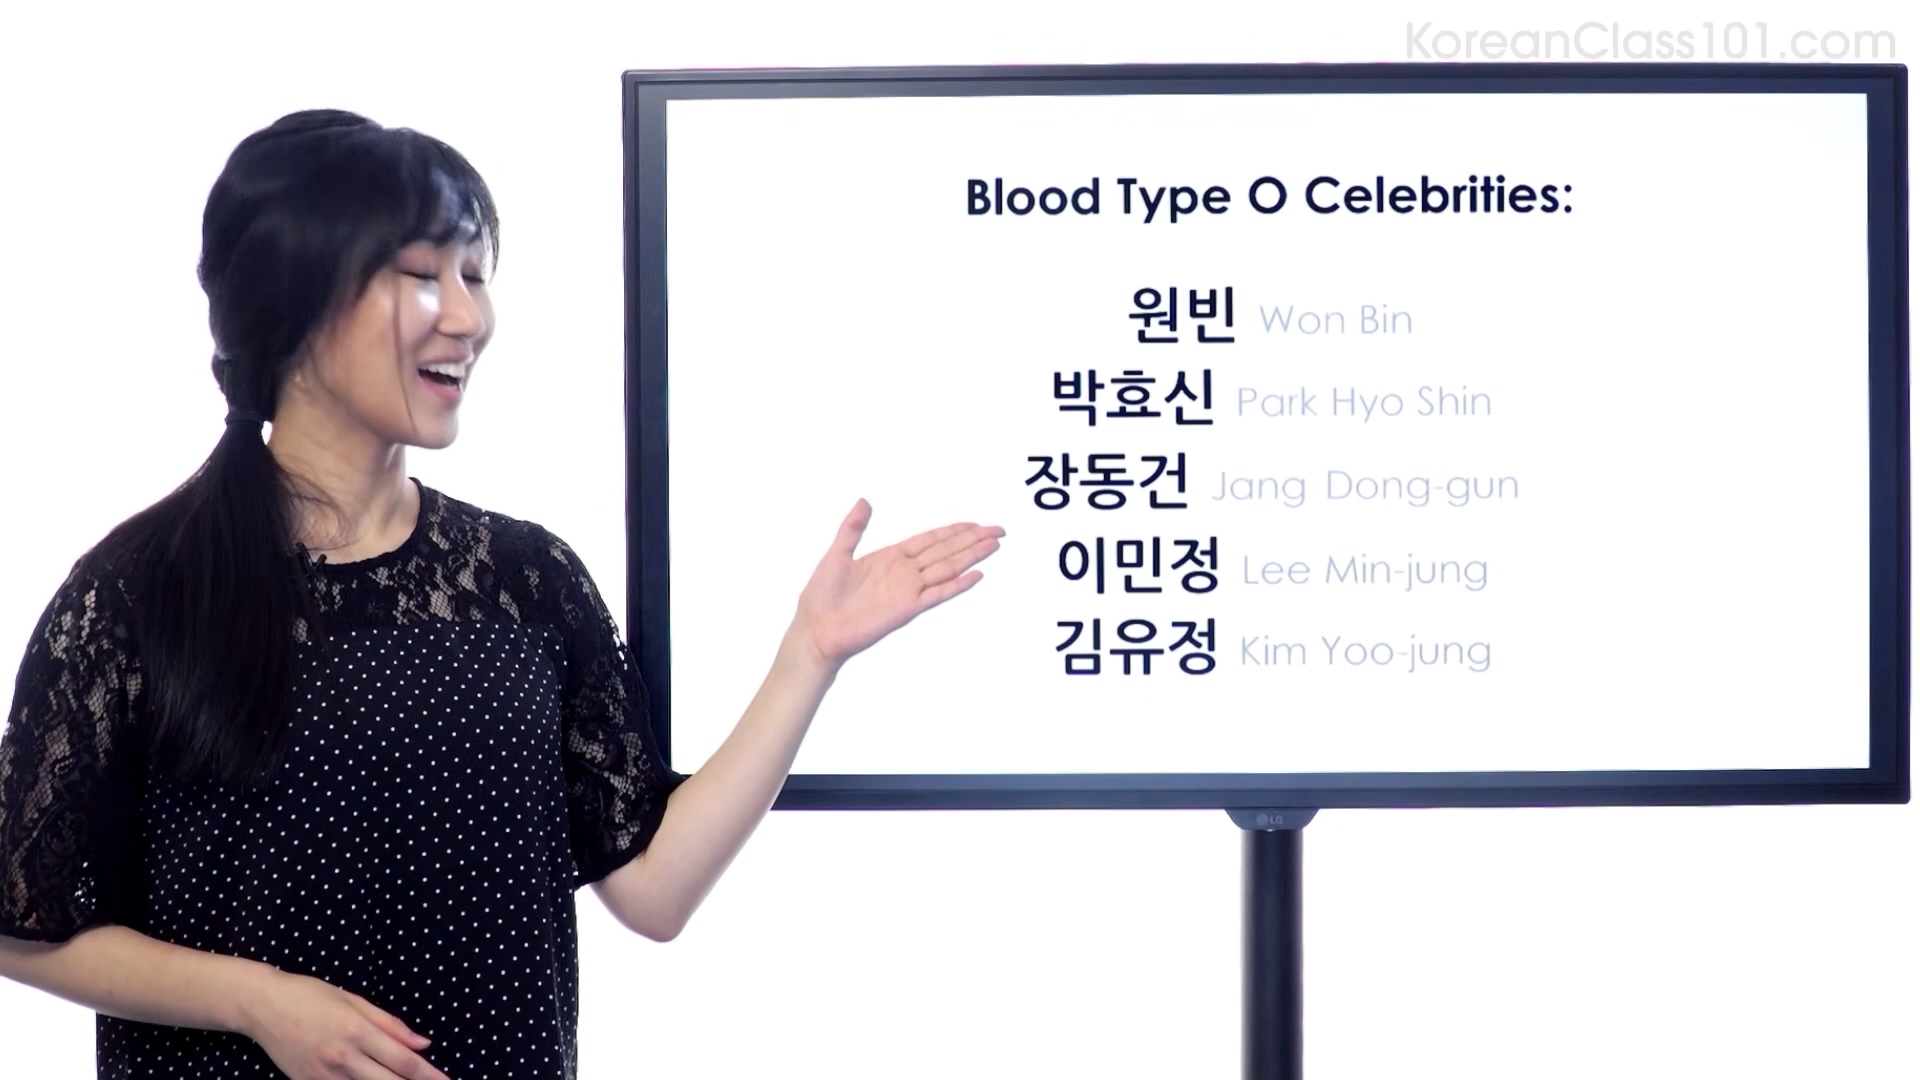 KoreanClass101.com
Blood Type O Celebrities:
원빈 Won Bin
박효신 Park Hyo Shin
장동건 Jang Dong-gun
이민정 Lee Min-jung
김유정 Kim Yoo-jung
LG